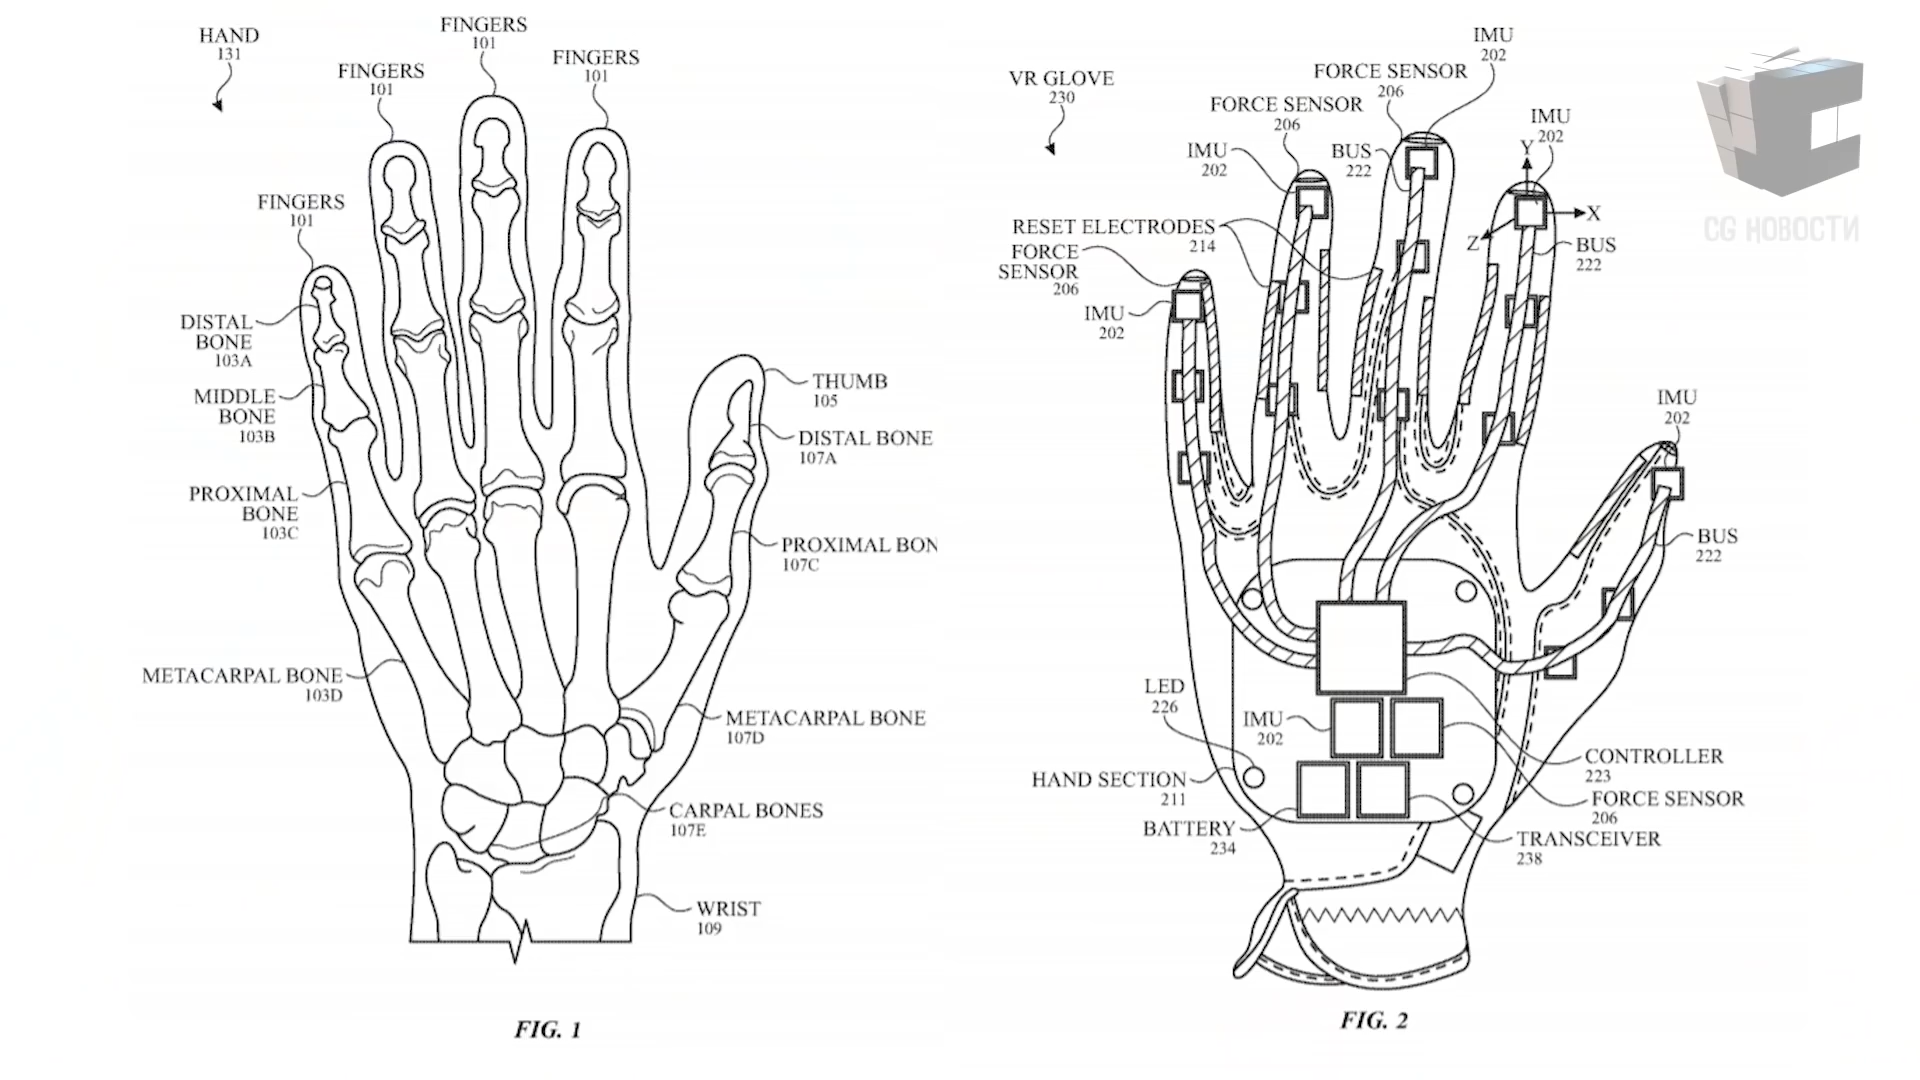 HAND
131
FINGERS
101
FINGERS
101
FINGERS
101
FINGERS
101
DISTAL
BONE
103A
MIDDLE
BONE
103B
PROXIMAL
BONE
103C
METACARPAL BONE
103D
THUMB
105
DISTAL BONE
107A
PROXIMAL BON
107C
METACARPAL BONE
107D
CARPAL BONES
107E
WRIST
109
FIG. 1
VR GLOVE
230
IMU
202
FORCE SENSOR
206
FORCE SENSOR
206
IMU
202
IMU
202
BUS
222
Y
X
Z
RESET ELECTRODES
214
FORCE
SENSOR
206
BUS
222
IMU
202
IMU
202
BUS
222
LED
226
IMU
202
HAND SECTION
211
BATTERY
234
CONTROLLER
223
FORCE SENSOR
206
TRANSCEIVER
238
FIG. 2
CG НОВОСТИ